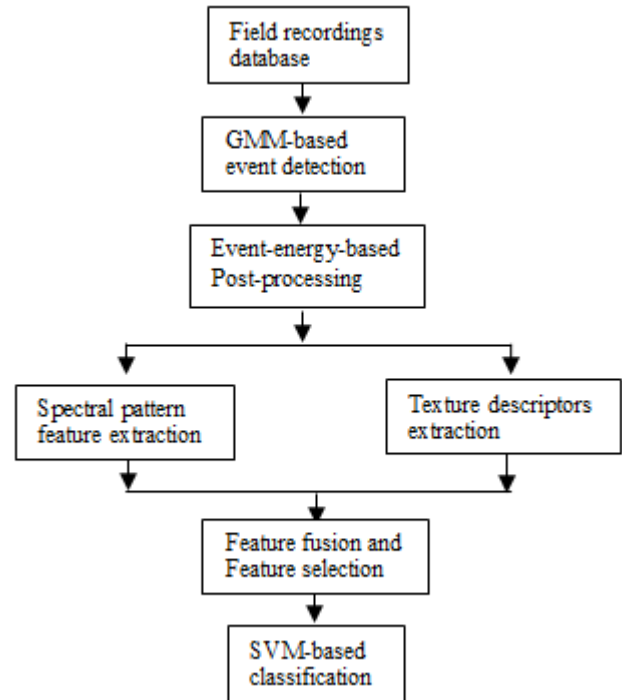 Field recordings
database
GMM-based
event detection
Event-energy-based
Post-processing
Spectral pattern
feature extraction
Texture descriptors
extraction
Feature fusion and
Feature selection
SVM-based
classification